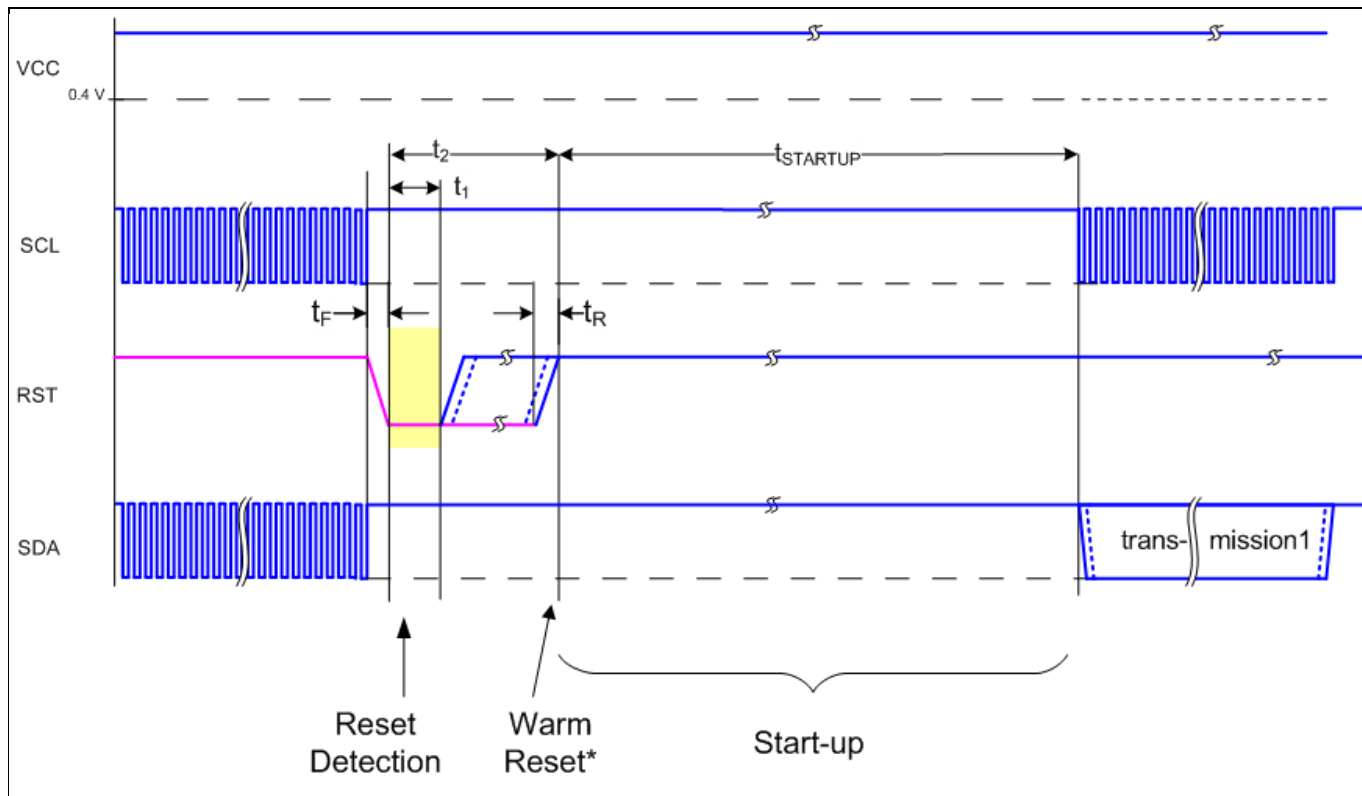 VCC
0.4 V
t2
tSTARTUP
t1
SCL
tF
tR
RST
SDA
trans-
mission1
Reset
Detection
Warm
Reset*
Start-up